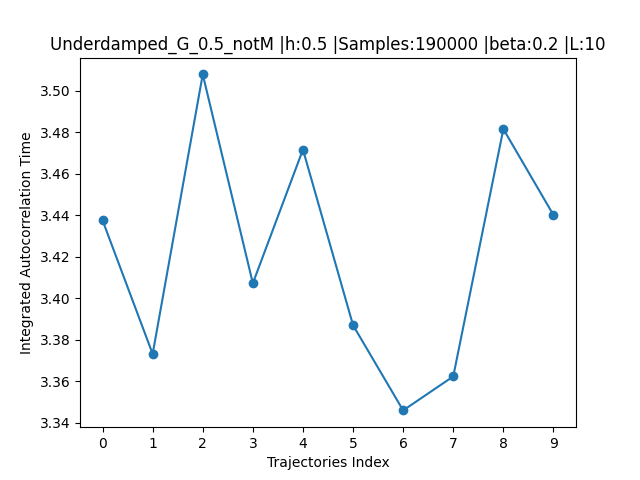 Underdamped_G_0.5_notM |h:0.5 |Samples:190000 |beta:0.2 |L:10
3.50
3.48
3.46
3.44
3.42
3.40
3.38
3.36
3.34
Integrated Autocorrelation Time
0 1 2 3 4 5 6 7 8 9
Trajectories Index